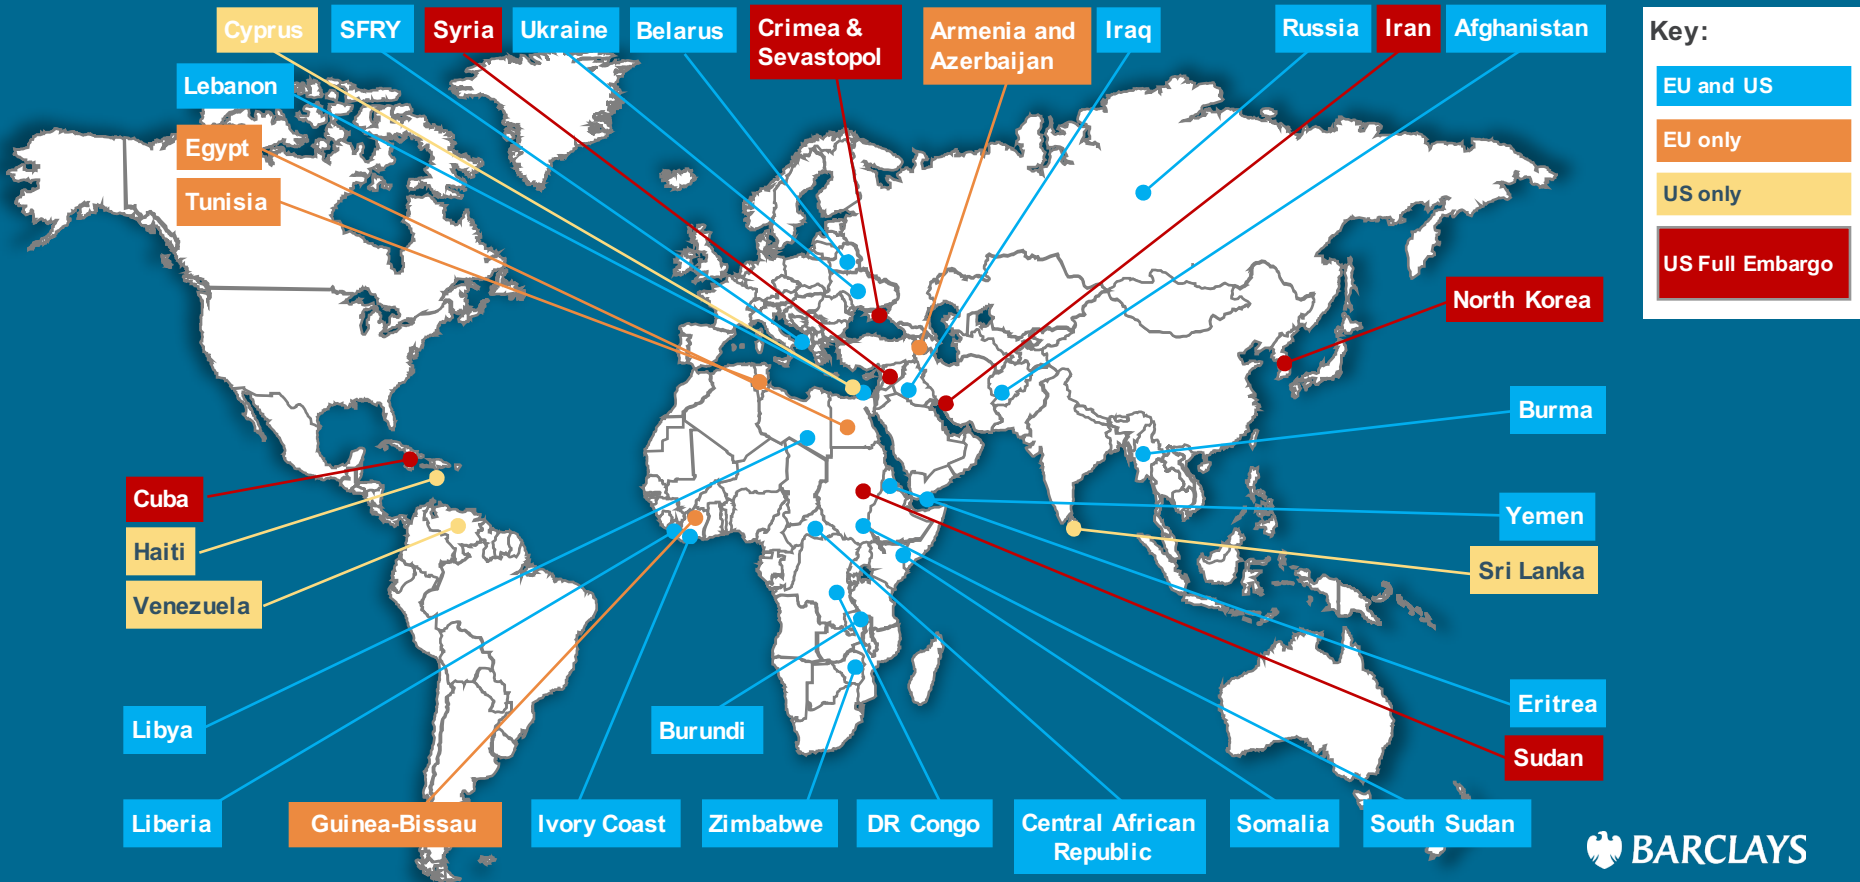 Cyprus
SFRY
Syria
Ukraine
Belarus
Crimea &
Sevastopol
Armenia and
Azerbaijan
Iraq
Russia
Iran
Afghanistan
Key:
EU and US
EU only
US only
US Full Embargo
Lebanon
Egypt
Tunisia
North Korea
Burma
Cuba
Haiti
Venezuela
Yemen
Sri Lanka
Libya
Burundi
Eritrea
Sudan
Liberia
Guinea-Bissau
Ivory Coast
Zimbabwe
DR Congo
Central African
Republic
Somalia
South Sudan
BARCLAYS